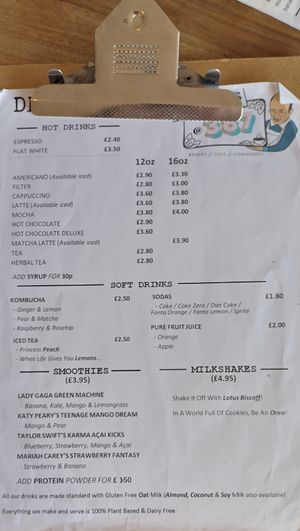 HOT DRINKS
ESPRESSO £2.40
FLAT WHITE £3.50
@ 387
BAKERY CAFE COMMUNITY
12oz 16oz
AMERICANO (Available iced) £2.90 £3.30
FILTER £2.80 £3.00
CAPPUCCINO £3.60 £3.80
LATTE (Available iced) £3.60 £3.80
MOCHA £3.80 £4.00
HOT CHOCOLATE £2.90
HOT CHOCOLATE DELUXE £3.60
MATCHA LATTE (Available iced) £3.90
TEA £2.80
HERBAL TEA £2.80
ADD SYRUP FOR 30p
SOFT DRINKS
KOMBUCHA £2.50
- Ginger & Lemon
- Pear & Matcha
- Raspberry & Rosehip
ICED TEA £2.50
- Princess Peach
- When Life Gives You Lemons...
SODAS £1.80
- Coke / Coke Zero / Diet Coke /
Fanta Orange / Fanta Lemon / Sprite
PURE FRUIT JUICE £2.00
- Orange
- Apple
SMOOTHIES
(£3.95)
LADY GAGA GREEN MACHINE
- Banana, Kale, Mango & Lemongrass
KATY PEARY'S TEENAGE MANGO DREAM
- Mango & Pear
TAYLOR SWIFT'S KARMA AÇAI KICKS
- Blueberry, Strawberry, Mango & Açai
MARIAH CAREY'S STRAWBERRY FANTASY
- Strawberry & Banana
ADD PROTEIN POWDER FOR £ 160
MILKSHAKES
(£4.95)
Shake It Off With Lotus Biscoff!
In A World Full Of Cookies, Be An Oreo!
All our drinks are made standard with Gluten Free Oat Milk (Almond, Coconut & Soy Milk also available)
Everything we make and serve is 100% Plant Based & Dairy Free